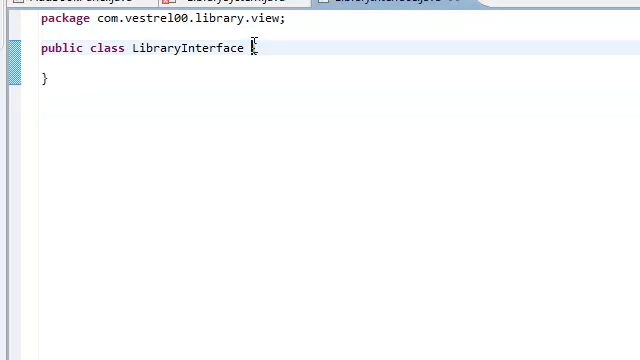 package com.vestrel00.library.view;
public class LibraryInterface {
}